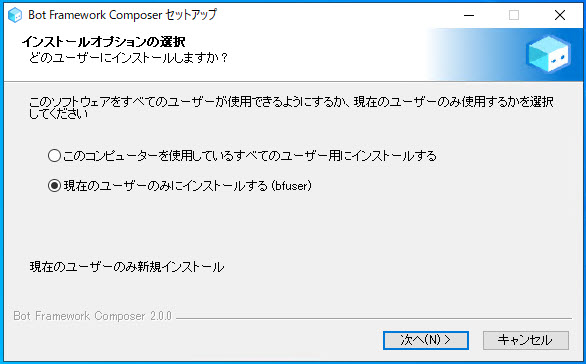 Bot Framework Composer セットアップ
インストールオプションの選択
どのユーザーにインストールしますか？
このソフトウェアをすべてのユーザーが使用できるようにするか、現在のユーザーのみ使用するかを選択
してください
このコンピューターを使用しているすべてのユーザー用にインストールする
現在のユーザーのみにインストールする (bfuser)
現在のユーザーのみ新規インストール
Bot Framework Composer 2.0.0
次へ(N) >
キャンセル